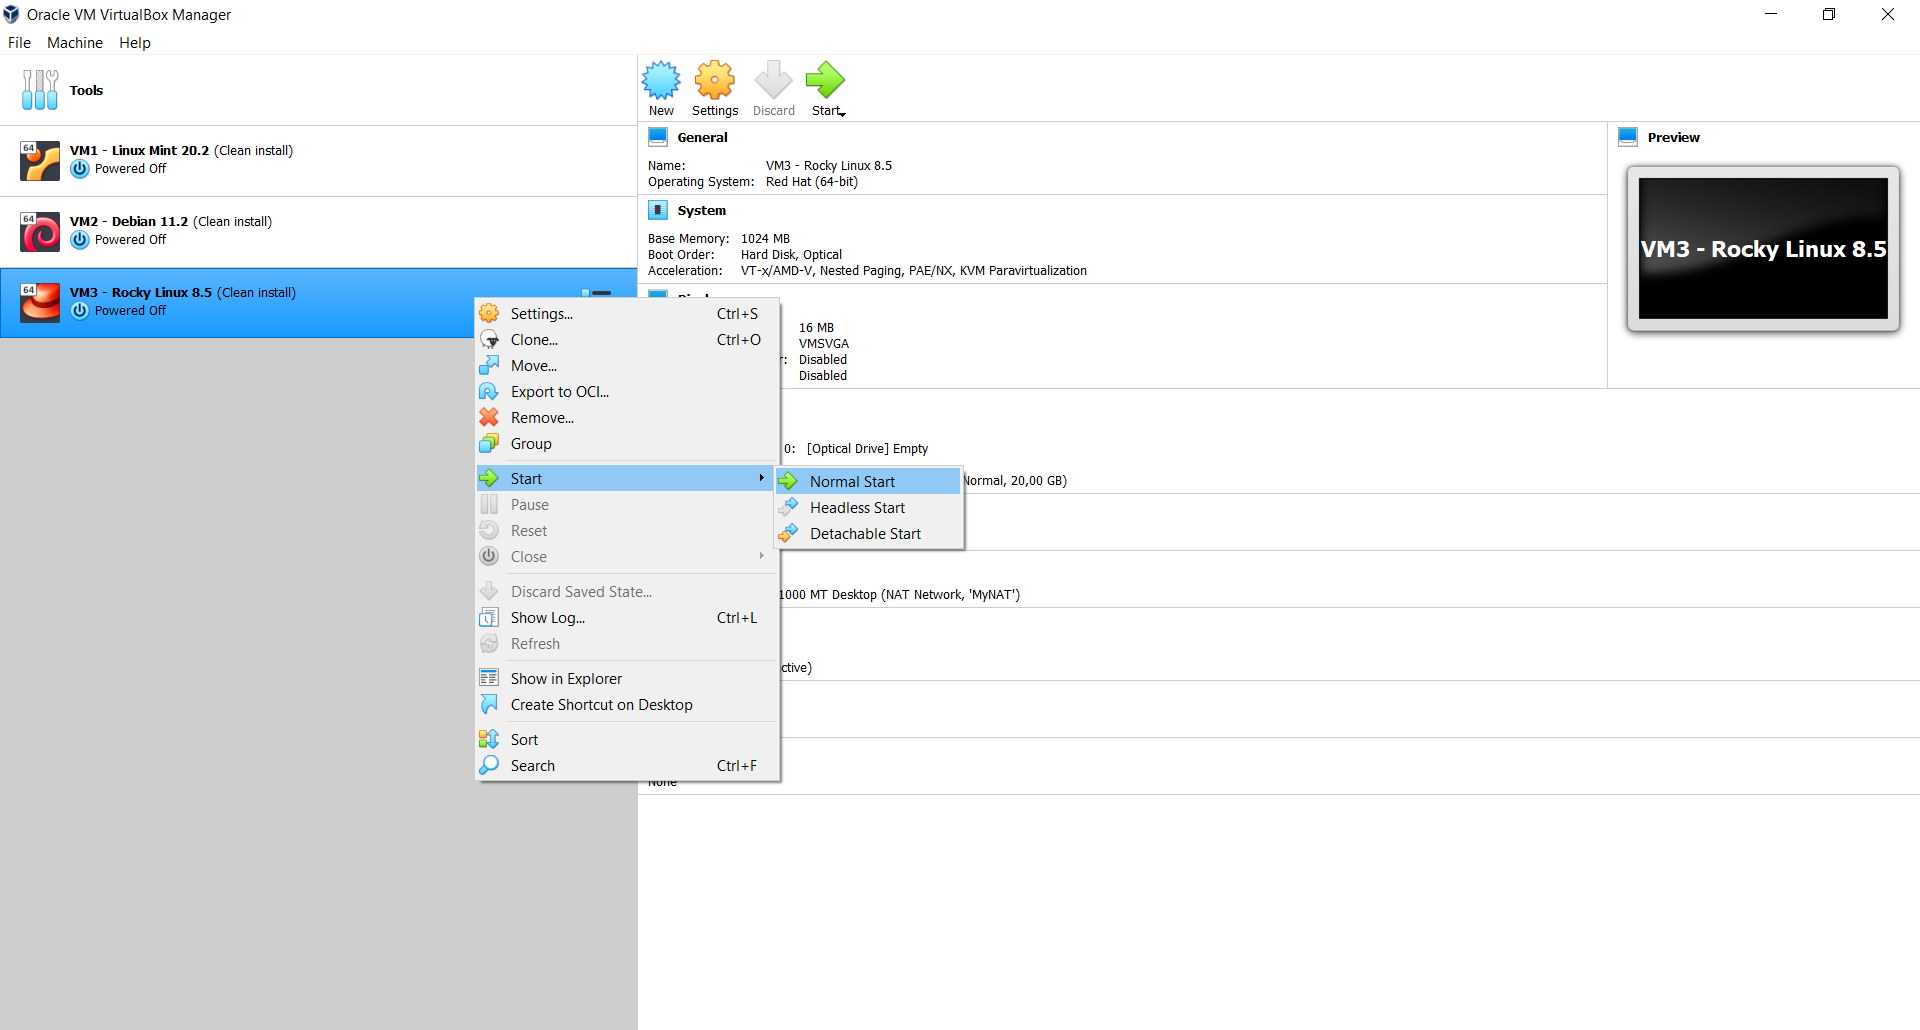 Oracle VM VirtualBox Manager
File Machine Help
Tools
64
VM1 - Linux Mint 20.2 (Clean install)
Powered Off
64
VM2 - Debian 11.2 (Clean install)
Powered Off
64
VM3 - Rocky Linux 8.5 (Clean install)
Powered Off
New Settings Discard Start
General
Name: VM3 - Rocky Linux 8.5
Operating System: Red Hat (64-bit)
System
Base Memory: 1024 MB
Boot Order: Hard Disk, Optical
Acceleration: VT-x/AMD-V, Nested Paging, PAE/NX, KVM Paravirtualization
16 MB
VMSVGA
r: Disabled
Disabled
0: [Optical Drive] Empty
Normal, 20,00 GB)
1000 MT Desktop (NAT Network, 'MyNAT')
ctive)
None
Preview
VM3 - Rocky Linux 8.5
Settings... Ctrl+S
Clone... Ctrl+O
Move...
Export to OCI...
Remove...
Group
Start
Pause
Reset
Close
Discard Saved State...
Show Log... Ctrl+L
Refresh
Show in Explorer
Create Shortcut on Desktop
Sort
Search Ctrl+F
Normal Start
Headless Start
Detachable Start